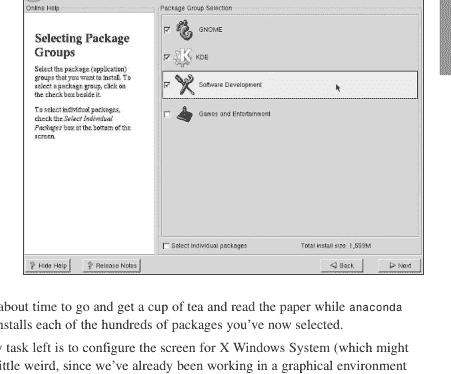 Online Help
Package Group Selection
Selecting Package
Groups
Select the package (application)
groups that you want to install. To
select a package group, click on
the check box beside it.
To select individual packages,
check the Select Individual
Packages box at the bottom of the
screen.
GNOME
KDE
Software Development
Games and Entertainment
Select individual packages
Total install size: 1,599M
Hide Help
Release Notes
Back
Next
about time to go and get a cup of tea and read the paper while anaconda
nstalls each of the hundreds of packages you've now selected.
y task left is to configure the screen for X Windows System (which might
ittle weird, since we've already been working in a graphical environment